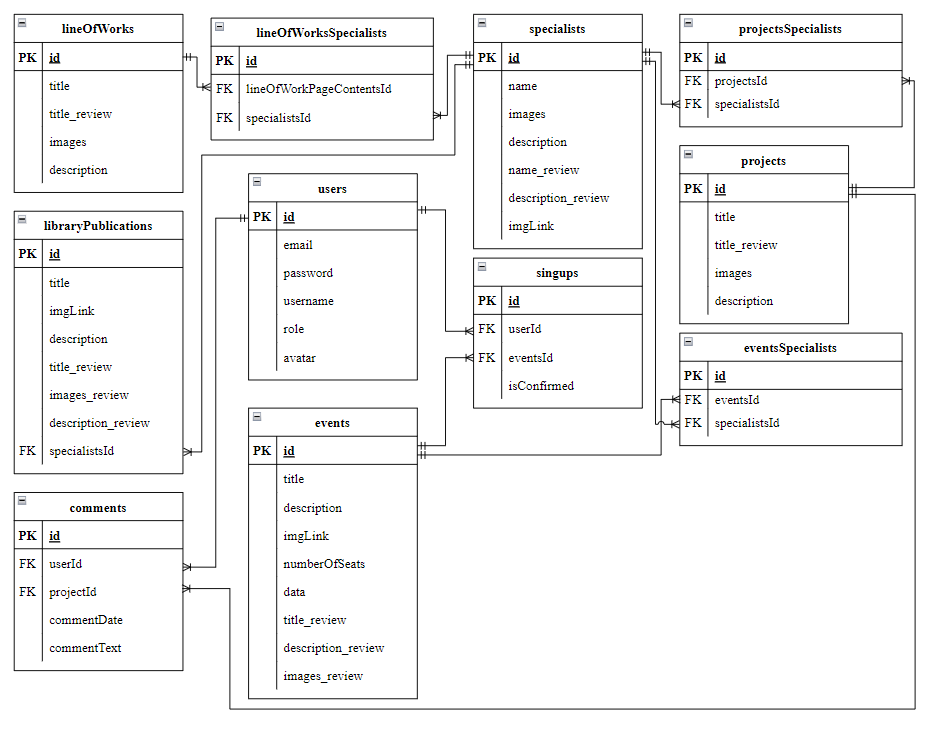 lineOfWorks
PK id
title
title_review
images
description
lineOfWorksSpecialists
PK id
FK lineOfWorkPageContentsId
FK specialistsId
specialists
PK id
name
images
description
name_review
description_review
imgLink
projectsSpecialists
PK id
FK projectsId
FK specialistsId
projects
PK id
title
title_review
images
description
users
PK id
email
password
username
role
avatar
libraryPublications
PK id
title
imgLink
description
title_review
images_review
description_review
FK specialistsId
singups
PK id
FK userId
FK eventsId
isConfirmed
eventsSpecialists
PK id
FK eventsId
FK specialistsId
events
PK id
title
description
imgLink
numberOfSeats
data
title_review
description_review
images_review
comments
PK id
FK userId
FK projectId
commentDate
commentText